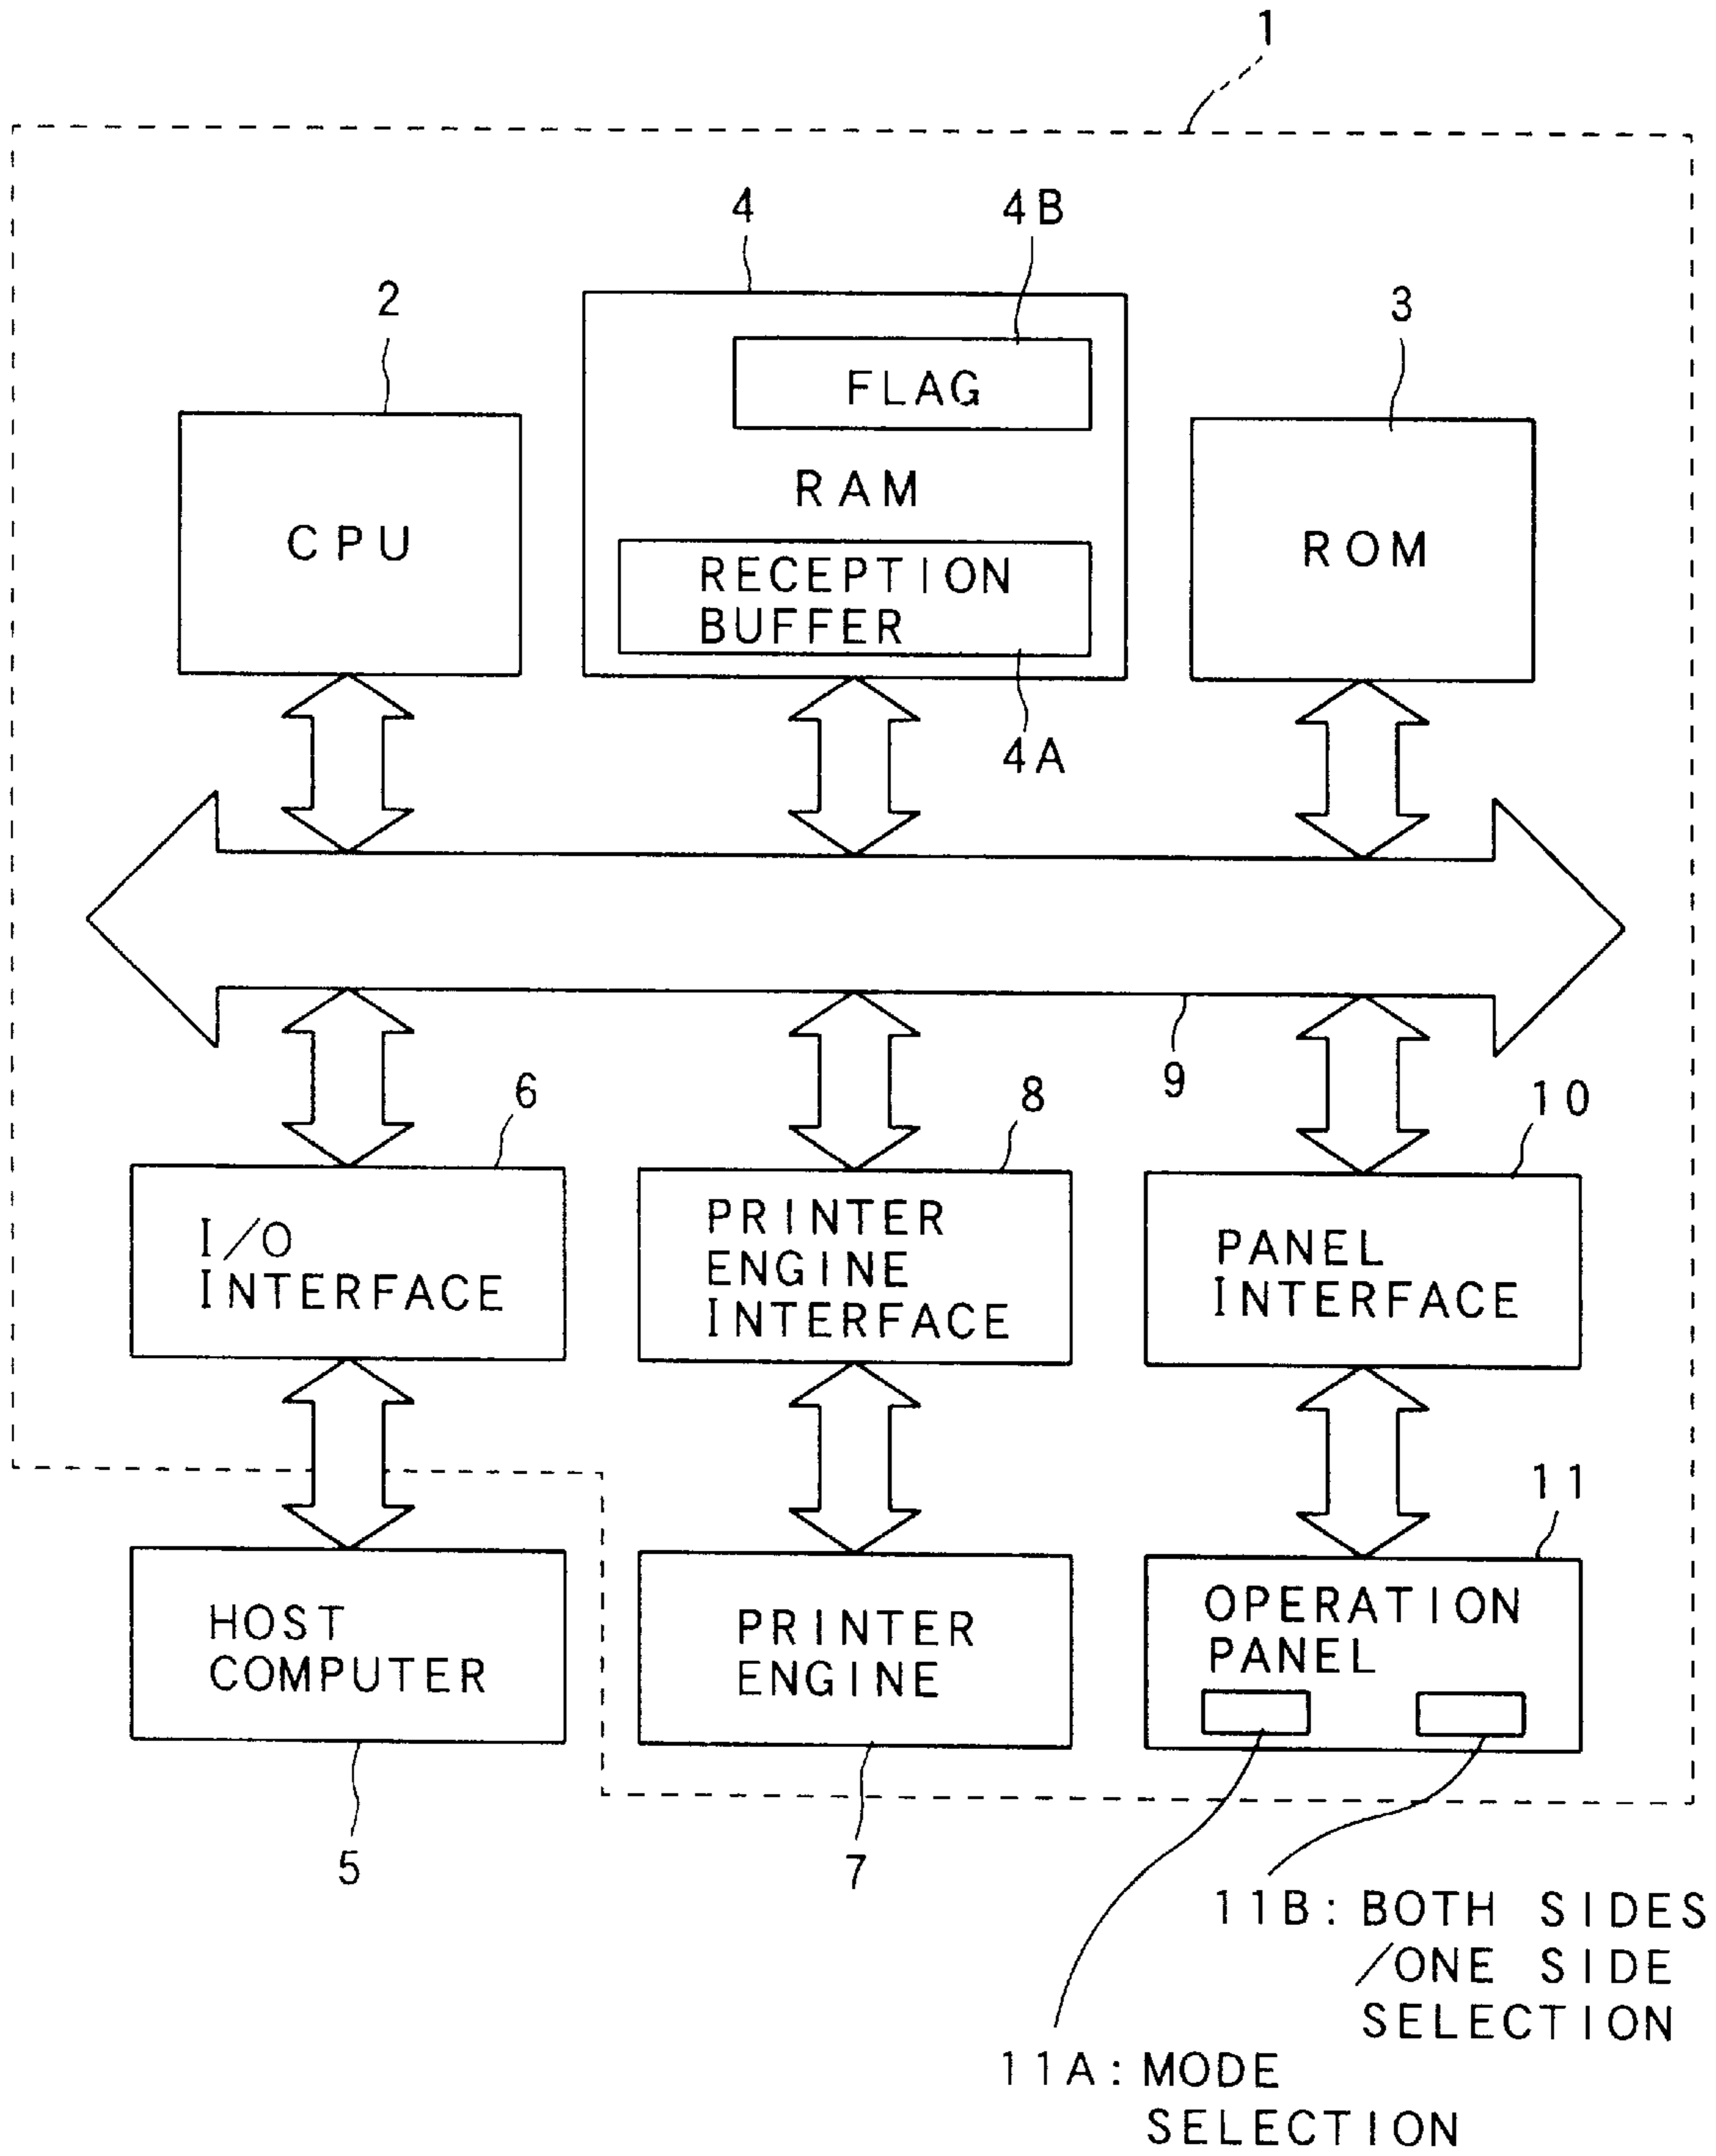 1
4
4B
2
3
FLAG
RAM
CPU
ROM
RECEPTION
BUFFER
4A
9
6
8
10
I/O
INTERFACE
PRINTER
ENGINE
INTERFACE
PANEL
INTERFACE
11
HOST
COMPUTER
PRINTER
ENGINE
OPERATION
PANEL
5
7
11B: BOTH SIDES
/ONE SIDE
SELECTION
11A: MODE
SELECTION